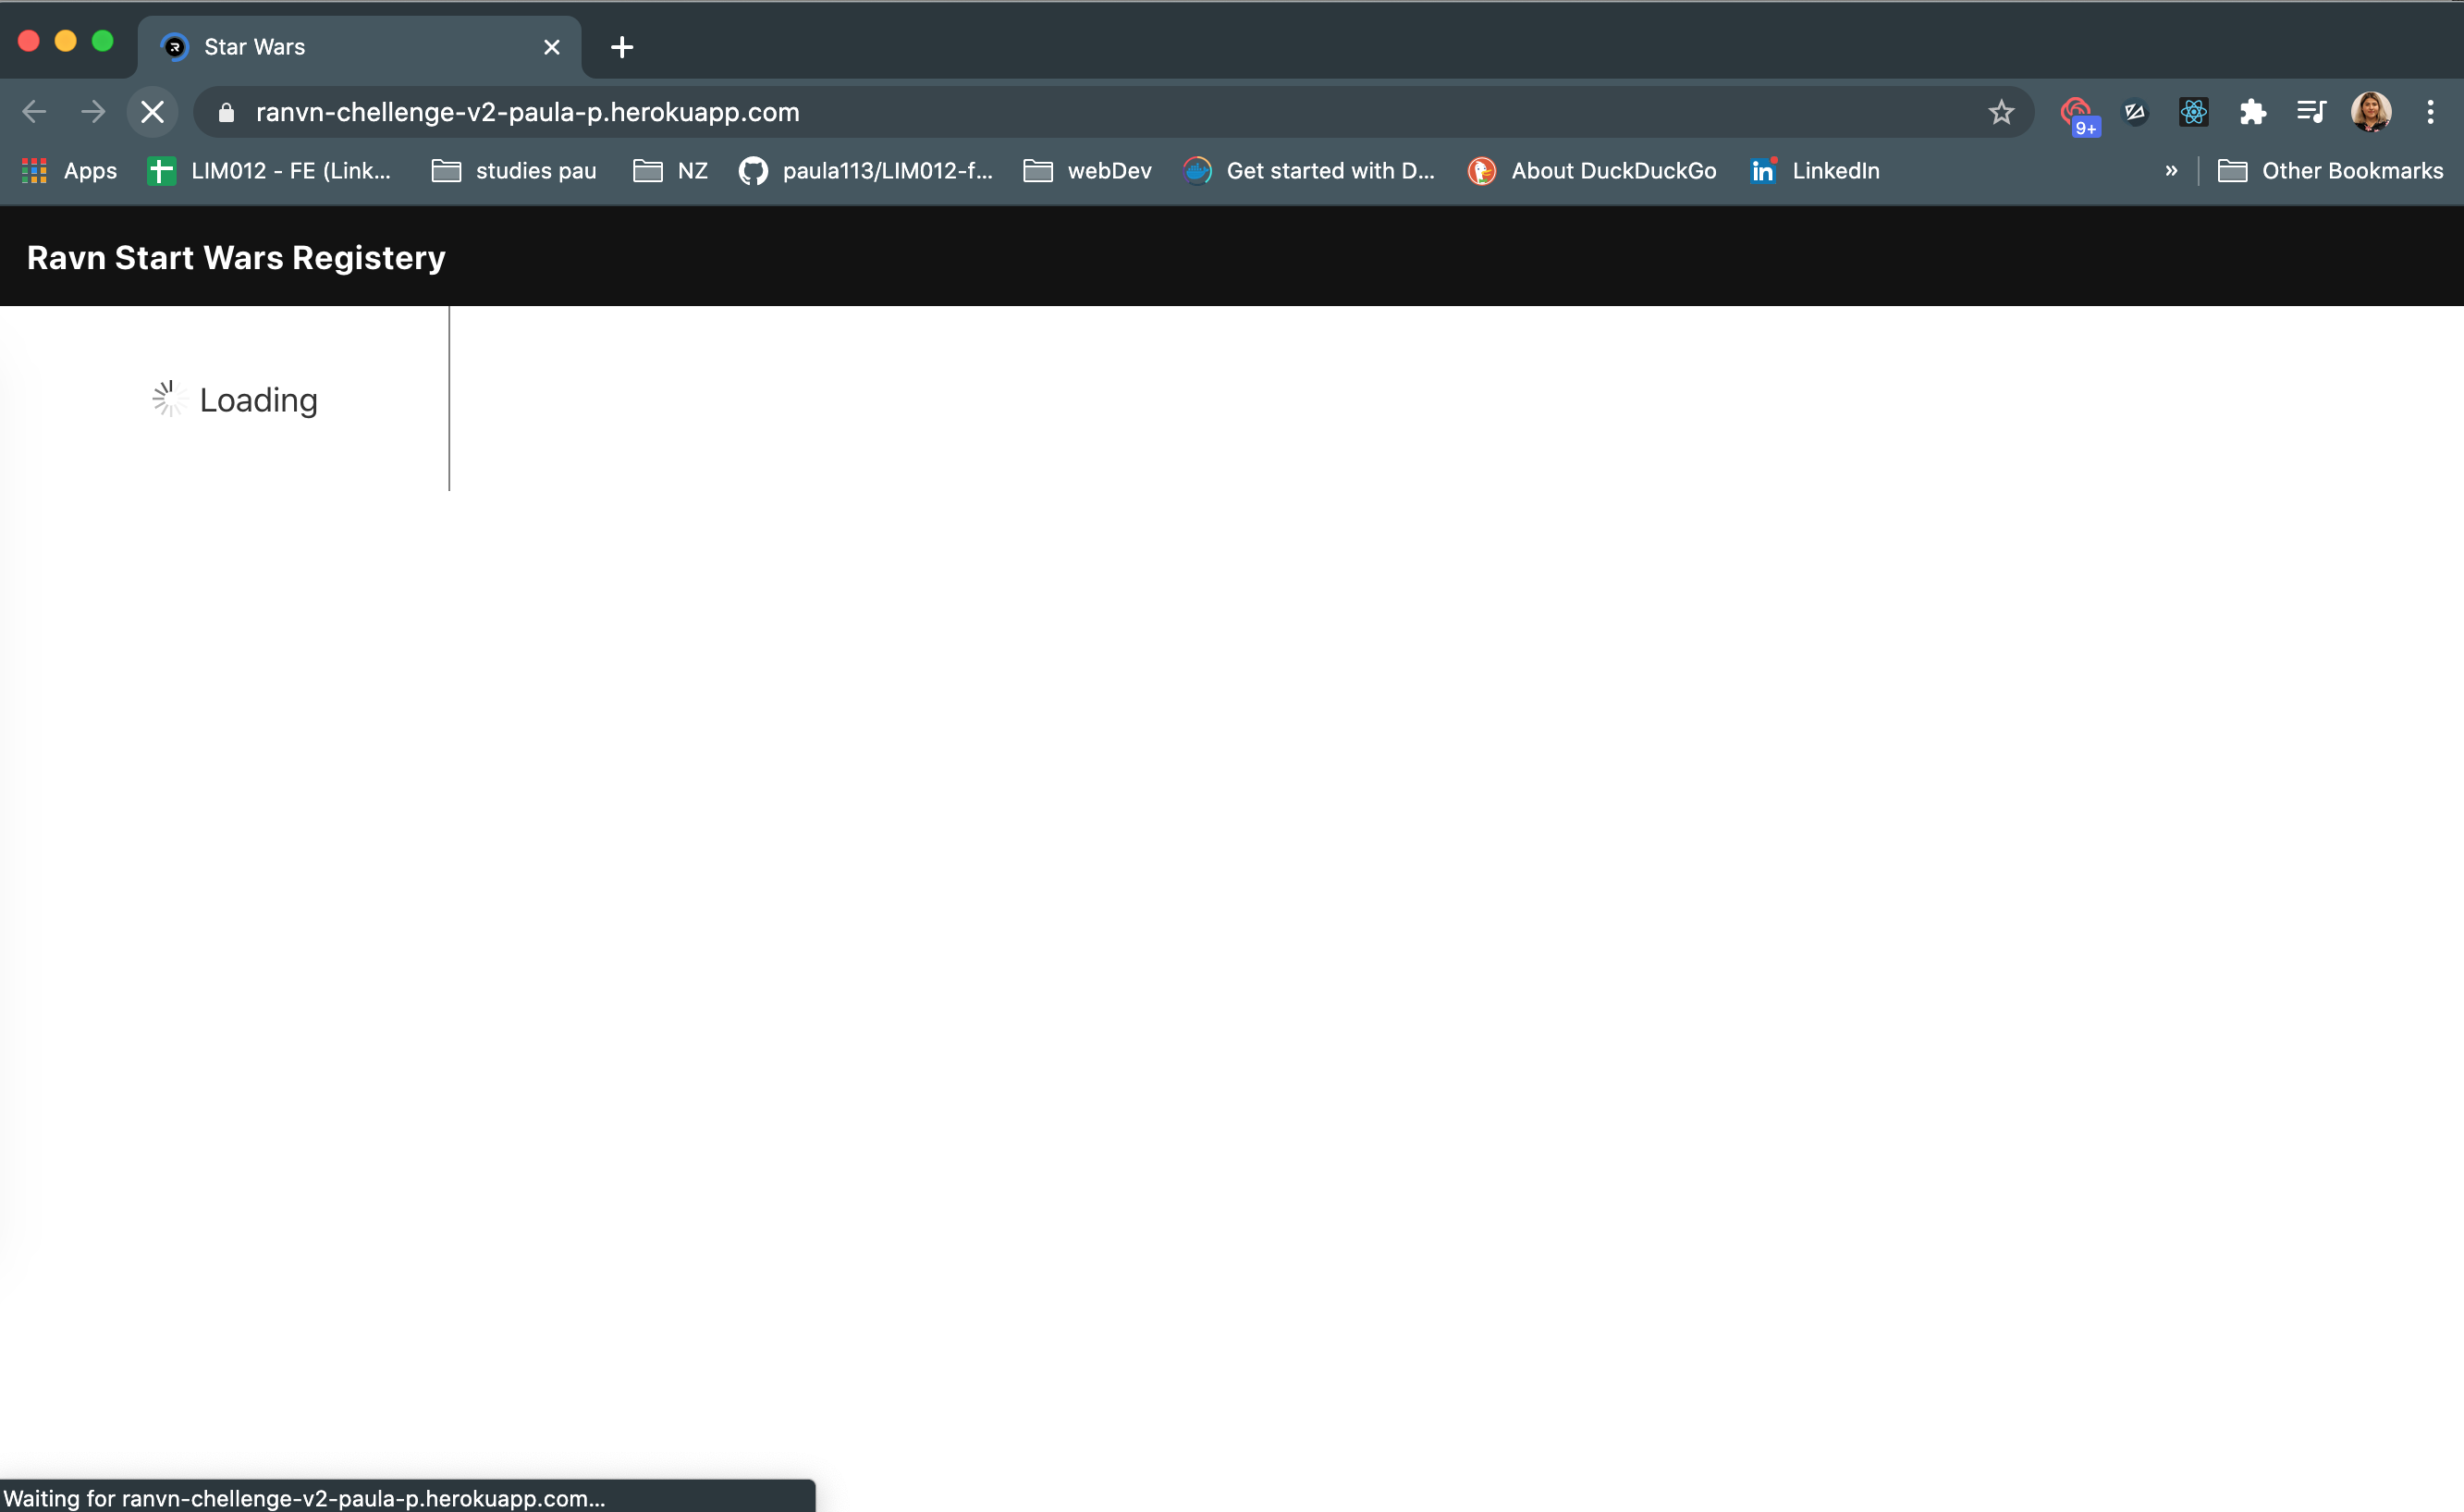 Star Wars
ranvn-chellenge-v2-paula-p.herokuapp.com
9+
Apps LIM012 - FE (Link... studies pau NZ paula113/LIM012-f... webDev Get started with D... About DuckDuckGo in LinkedIn » Other Bookmarks
Ravn Start Wars Registery
Loading
Waiting for ranvn-chellenge-v2-paula-p.herokuapp.com...